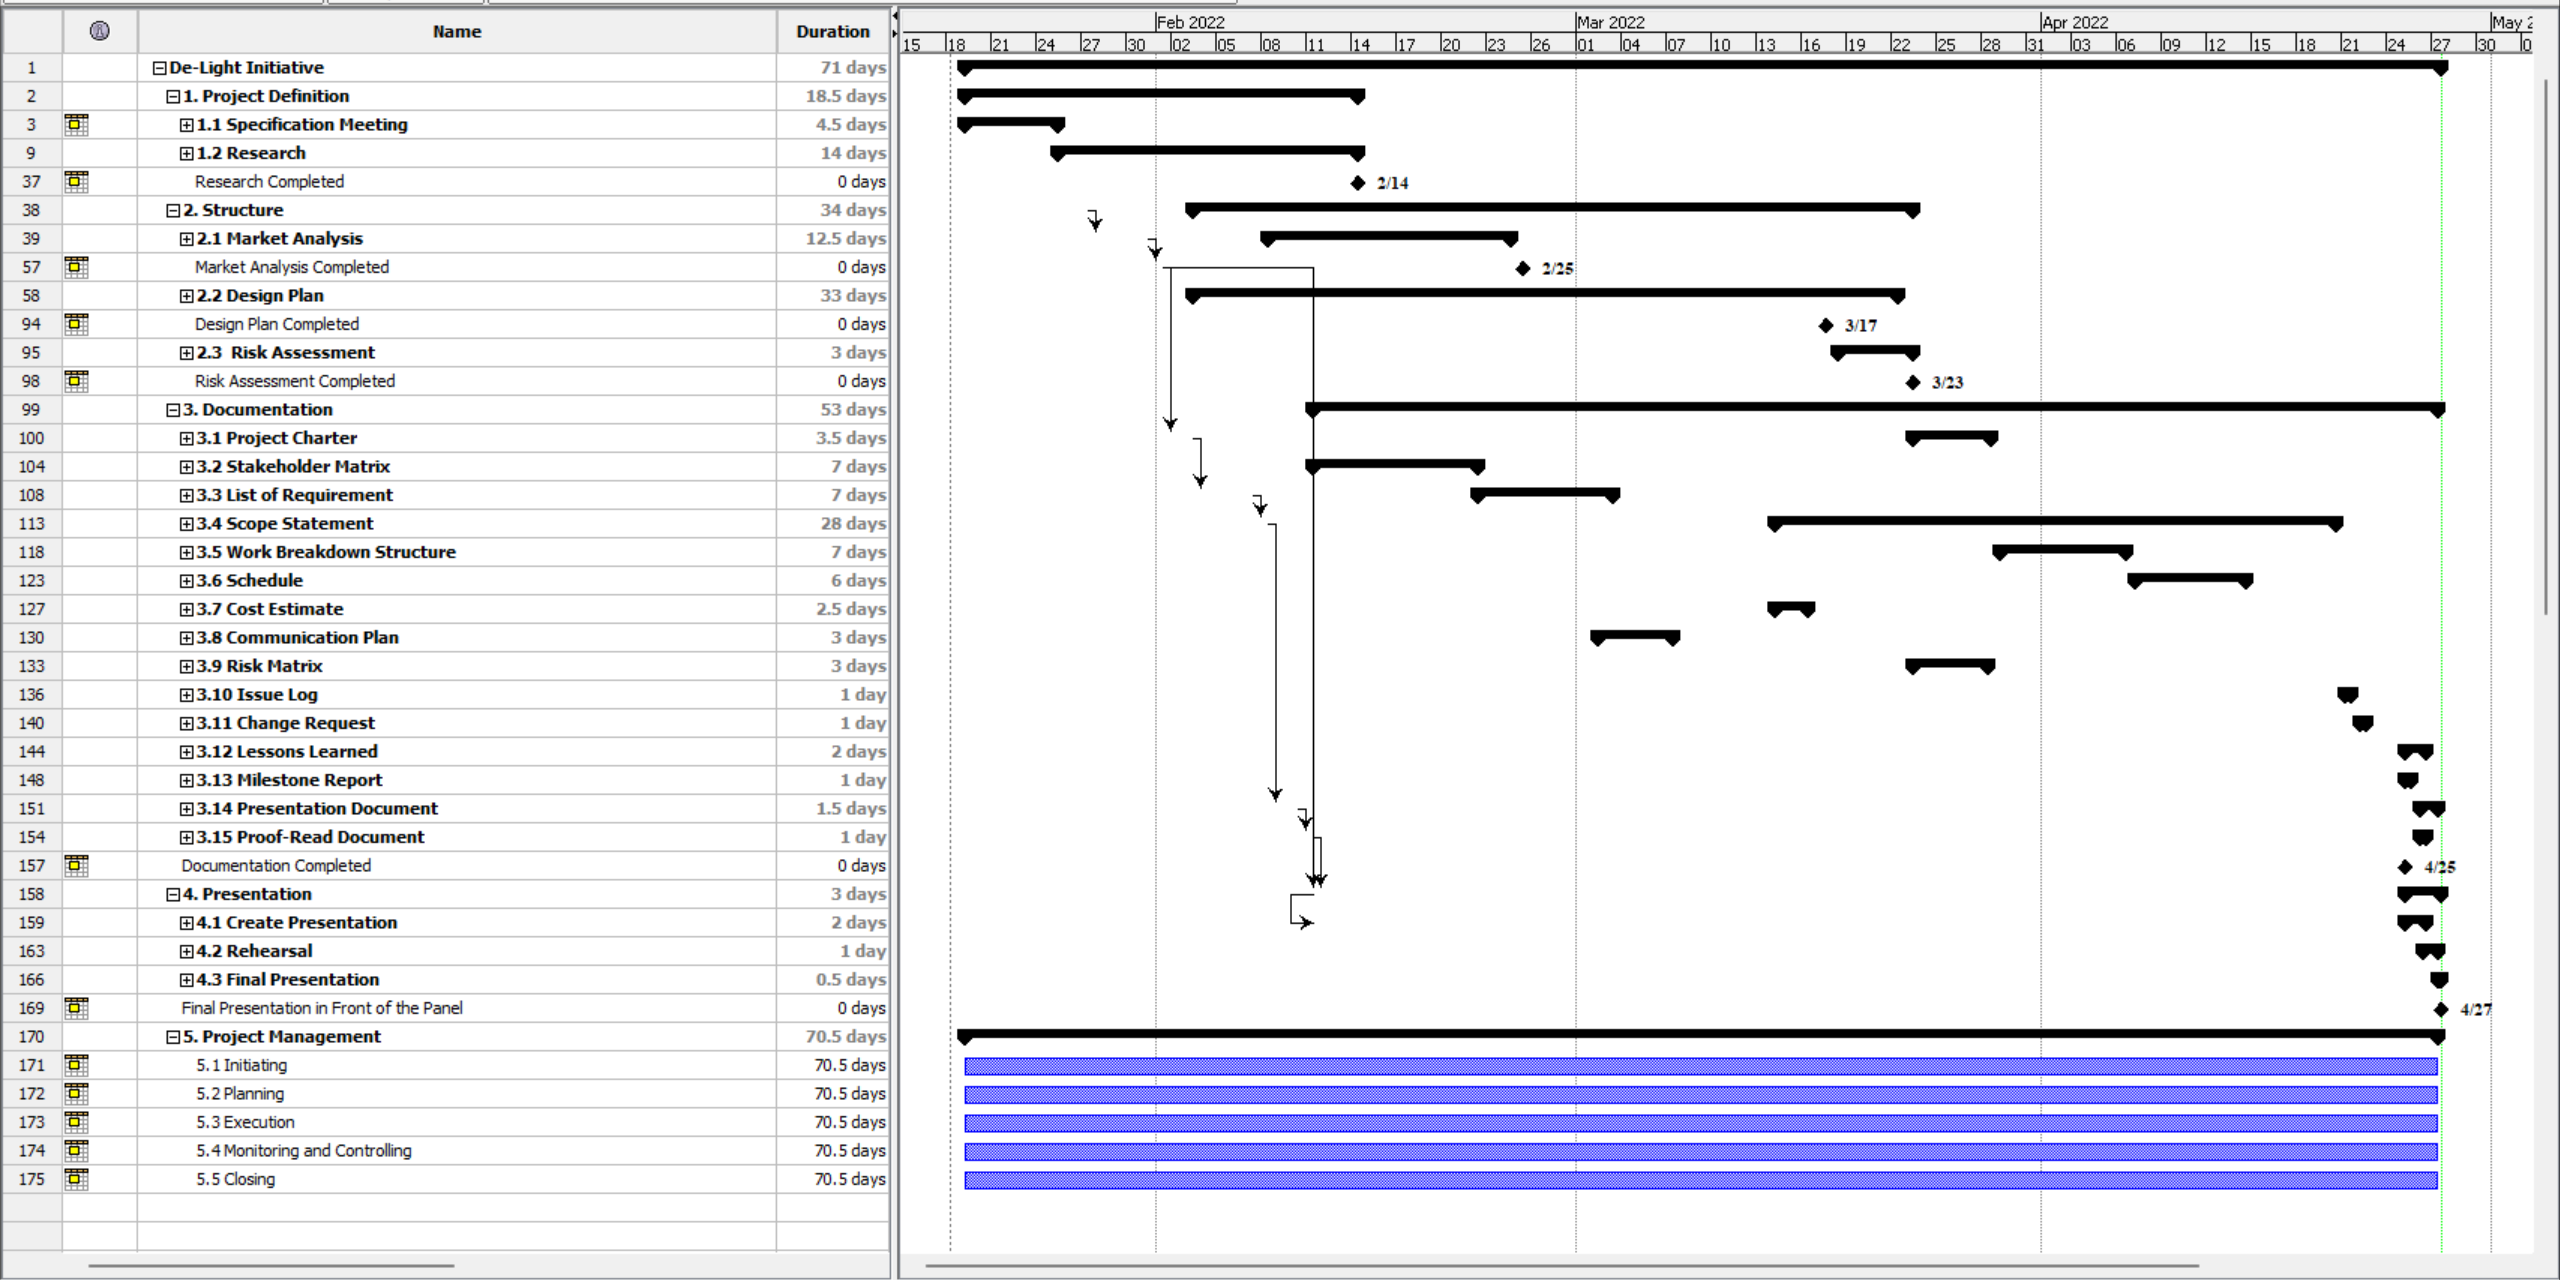 Name Duration
Feb 2022 Mar 2022 Apr 2022 May 2
15 18 21 24 27 30 02 05 08 11 14 17 20 23 26 01 04 07 10 13 16 19 22 25 28 31 03 06 09 12 15 18 21 24 27 30 0
1 De-Light Initiative 71 days
2 1. Project Definition 18.5 days
3 1.1 Specification Meeting 4.5 days
9 1.2 Research 14 days
37 Research Completed 0 days 2/14
38 2. Structure 34 days
39 2.1 Market Analysis 12.5 days
57 Market Analysis Completed 0 days 2/25
58 2.2 Design Plan 33 days
94 Design Plan Completed 0 days 3/17
95 2.3 Risk Assessment 3 days
98 Risk Assessment Completed 0 days 3/23
99 3. Documentation 53 days
100 3.1 Project Charter 3.5 days
104 3.2 Stakeholder Matrix 7 days
108 3.3 List of Requirement 7 days
113 3.4 Scope Statement 28 days
118 3.5 Work Breakdown Structure 7 days
123 3.6 Schedule 6 days
127 3.7 Cost Estimate 2.5 days
130 3.8 Communication Plan 3 days
133 3.9 Risk Matrix 3 days
136 3.10 Issue Log 1 day
140 3.11 Change Request 1 day
144 3.12 Lessons Learned 2 days
148 3.13 Milestone Report 1 day
151 3.14 Presentation Document 1.5 days
154 3.15 Proof-Read Document 1 day
157 Documentation Completed 0 days 4/25
158 4. Presentation 3 days
159 4.1 Create Presentation 2 days
163 4.2 Rehearsal 1 day
166 4.3 Final Presentation 0.5 days
169 Final Presentation in Front of the Panel 0 days 4/27
170 5. Project Management 70.5 days
171 5.1 Initiating 70.5 days
172 5.2 Planning 70.5 days
173 5.3 Execution 70.5 days
174 5.4 Monitoring and Controlling 70.5 days
175 5.5 Closing 70.5 days